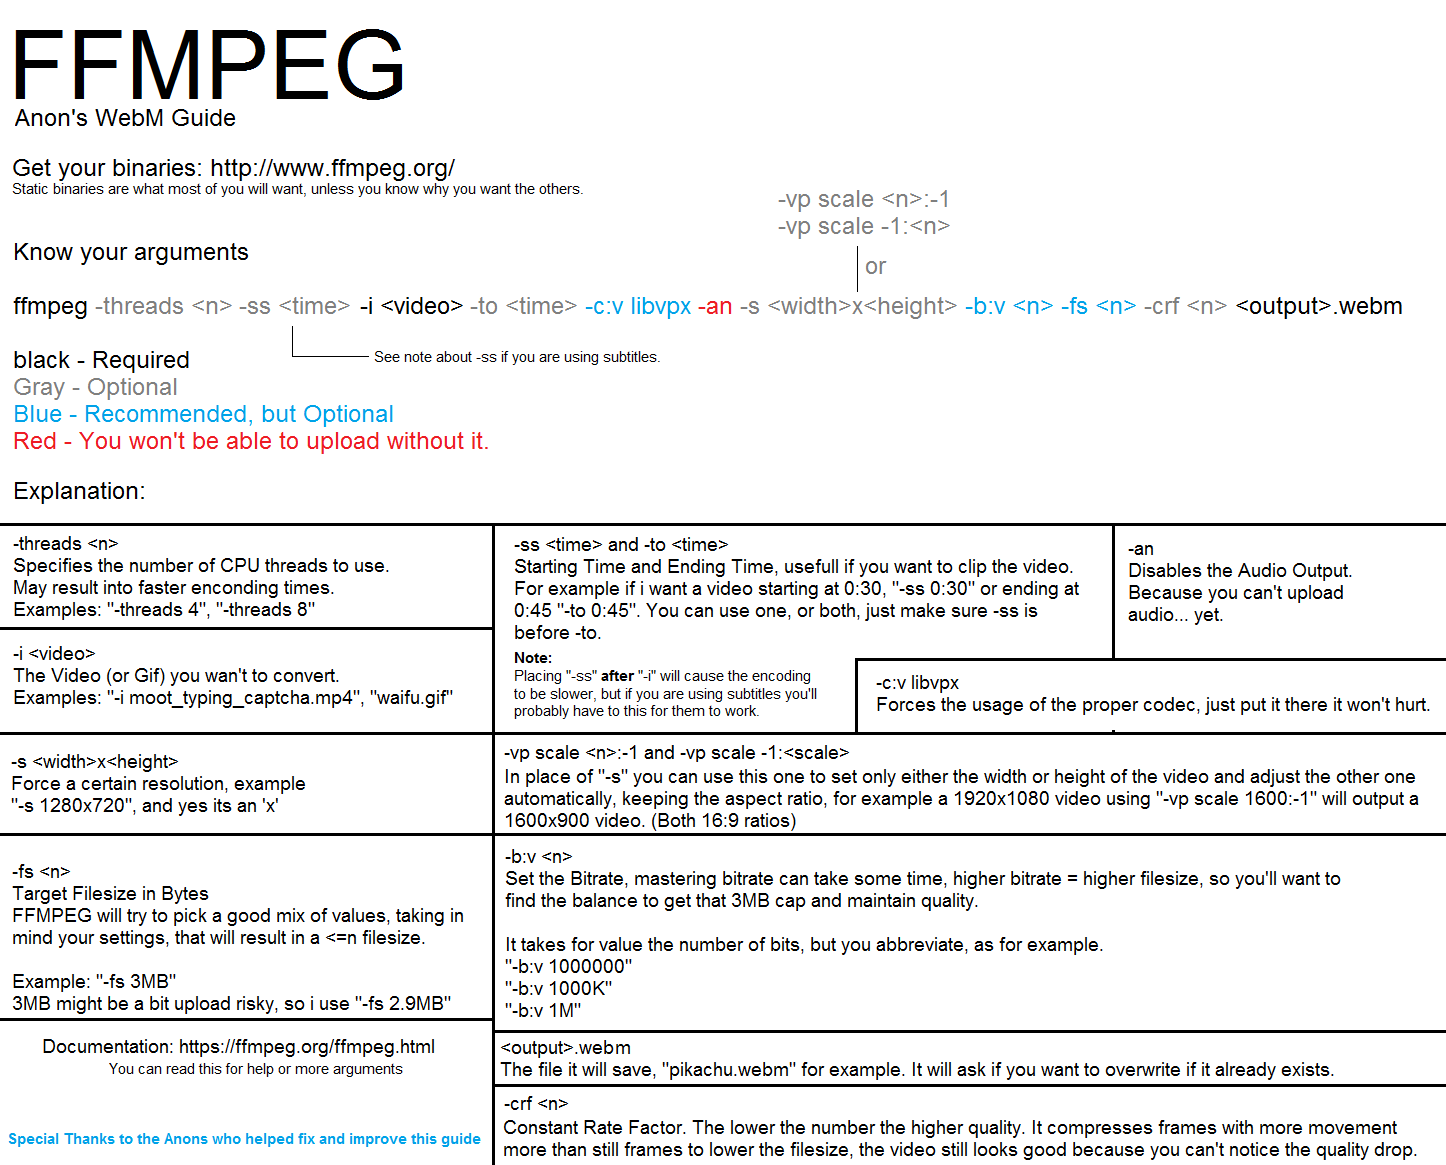 FFMPEG
Anon's WebM Guide
Get your binaries: http://www.ffmpeg.org/
Static binaries are what most of you will want, unless you know why you want the others.
-vp scale <n>:-1
-vp scale -1:<n>
Know your arguments
or
ffmpeg -threads <n> -ss <time> -i <video> -to <time> -c:v libvpx -an -s <width>x<height> -b:v <n> -fs <n> -crf <n> <output>.webm
See note about -ss if you are using subtitles.
black - Required
Gray - Optional
Blue - Recommended, but Optional
Red - You won't be able to upload without it.
Explanation:
-threads <n>
Specifies the number of CPU threads to use.
May result into faster enconding times.
Examples: "-threads 4", "-threads 8"
-ss <time> and -to <time>
Starting Time and Ending Time, usefull if you want to clip the video.
For example if i want a video starting at 0:30, "-ss 0:30" or ending at
0:45 "-to 0:45". You can use one, or both, just make sure -ss is
before -to.
Note:
Placing "-ss" after "-i" will cause the encoding
to be slower, but if you are using subtitles you'll
probably have to this for them to work.
-an
Disables the Audio Output.
Because you can't upload
audio... yet.
-i <video>
The Video (or Gif) you wan't to convert.
Examples: "-i moot_typing_captcha.mp4", "waifu.gif"
-c:v libvpx
Forces the usage of the proper codec, just put it there it won't hurt.
-s <width>x<height>
Force a certain resolution, example
"-s 1280x720", and yes its an 'x'
-vp scale <n>:-1 and -vp scale -1:<scale>
In place of "-s" you can use this one to set only either the width or height of the video and adjust the other one
automatically, keeping the aspect ratio, for example a 1920x1080 video using "-vp scale 1600:-1" will output a
1600x900 video. (Both 16:9 ratios)
-fs <n>
Target Filesize in Bytes
FFMPEG will try to pick a good mix of values, taking in
mind your settings, that will result in a <=n filesize.
Example: "-fs 3MB"
3MB might be a bit upload risky, so i use "-fs 2.9MB"
-b:v <n>
Set the Bitrate, mastering bitrate can take some time, higher bitrate = higher filesize, so you'll want to
find the balance to get that 3MB cap and maintain quality.
It takes for value the number of bits, but you abbreviate, as for example.
"-b:v 1000000"
"-b:v 1000K"
"-b:v 1M"
Documentation: https://ffmpeg.org/ffmpeg.html
You can read this for help or more arguments
Special Thanks to the Anons who helped fix and improve this guide
<output>.webm
The file it will save, "pikachu.webm" for example. It will ask if you want to overwrite if it already exists.
-crf <n>
Constant Rate Factor. The lower the number the higher quality. It compresses frames with more movement
more than still frames to lower the filesize, the video still looks good because you can't notice the quality drop.